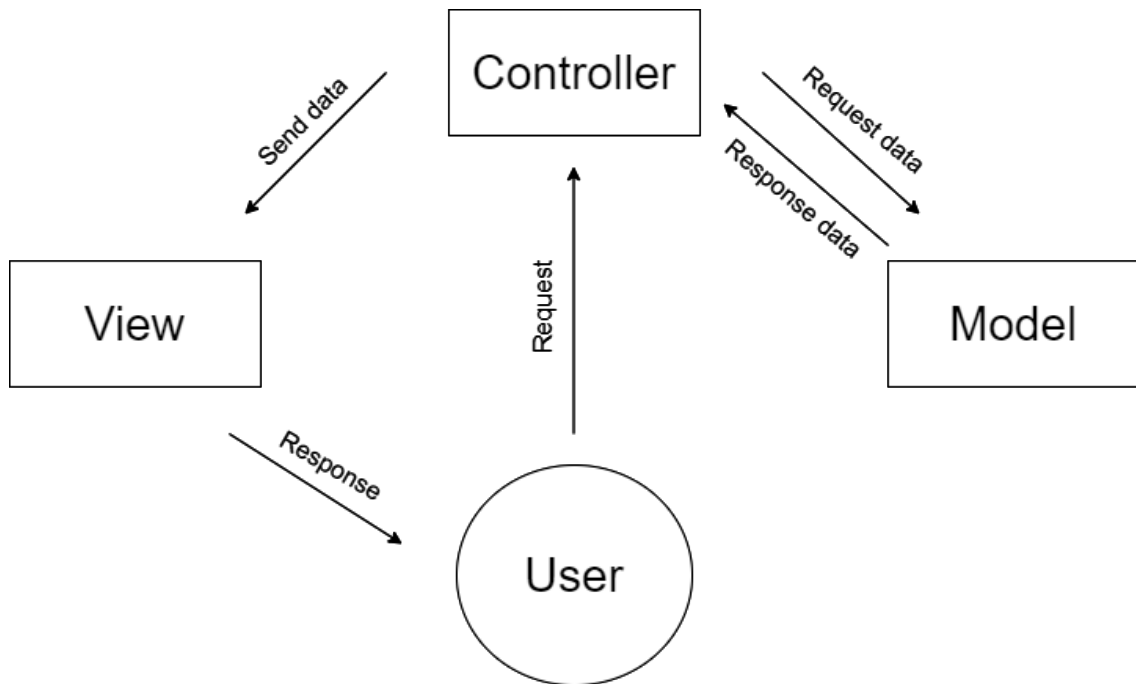 Controller
Send data
Request data
Response data
View
Request
Model
Response
User